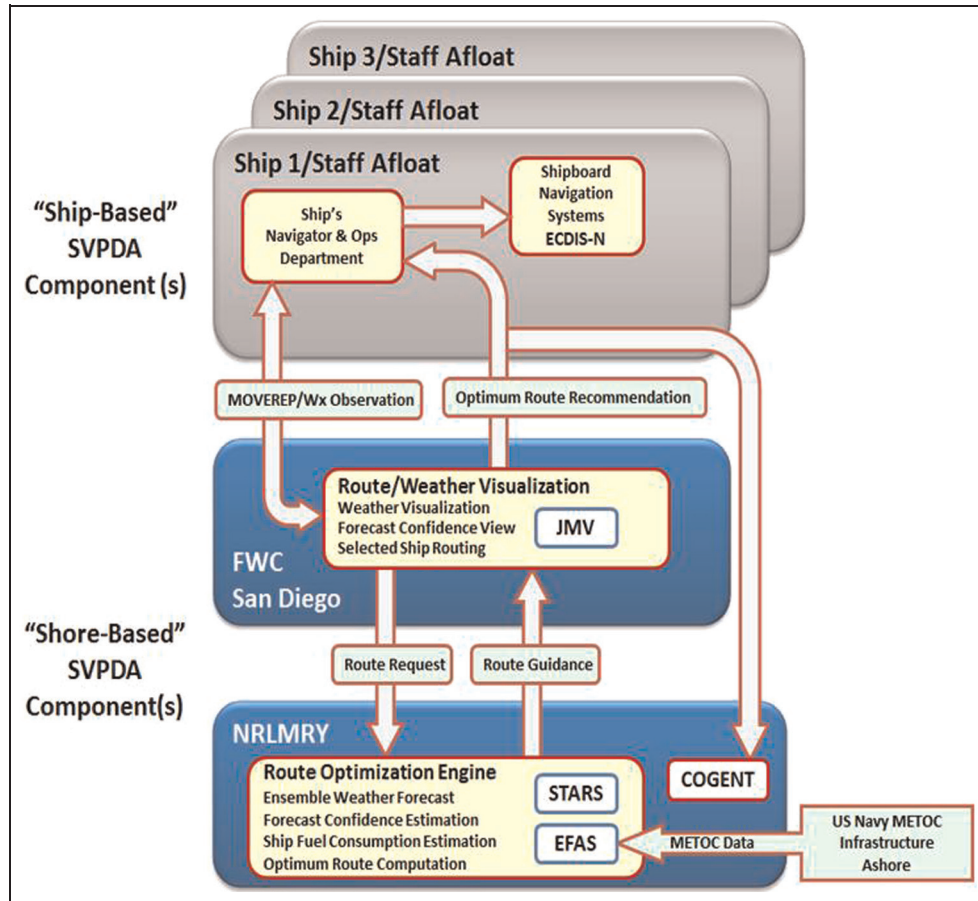 Ship 3/Staff Afloat
Ship 2/Staff Afloat
Ship 1/Staff Afloat
"Ship-Based"
SVPDA
Component (s)
Ship's
Navigator & Ops
Department
Shipboard
Navigation
Systems
ECDIS-N
MOVEREP/Wx Observation
Optimum Route Recommendation
Route/Weather Visualization
Weather Visualization
Forecast Confidence View
Selected Ship Routing
JMV
FWC
San Diego
"Shore-Based"
SVPDA
Component(s)
Route Request
Route Guidance
NRLMRY
Route Optimization Engine
Ensemble Weather Forecast
Forecast Confidence Estimation
Ship Fuel Consumption Estimation
Optimum Route Computation
STARS
EFAS
COGENT
METOC Data
US Navy METOC
Infrastructure
Ashore